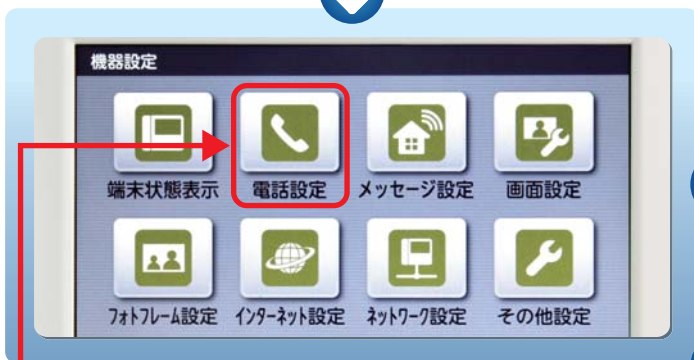 機器設定
端末状態表示 電話設定 メッセージ設定 画面設定
フォトフレーム設定 インターネット設定 ネットワーク設定 その他設定